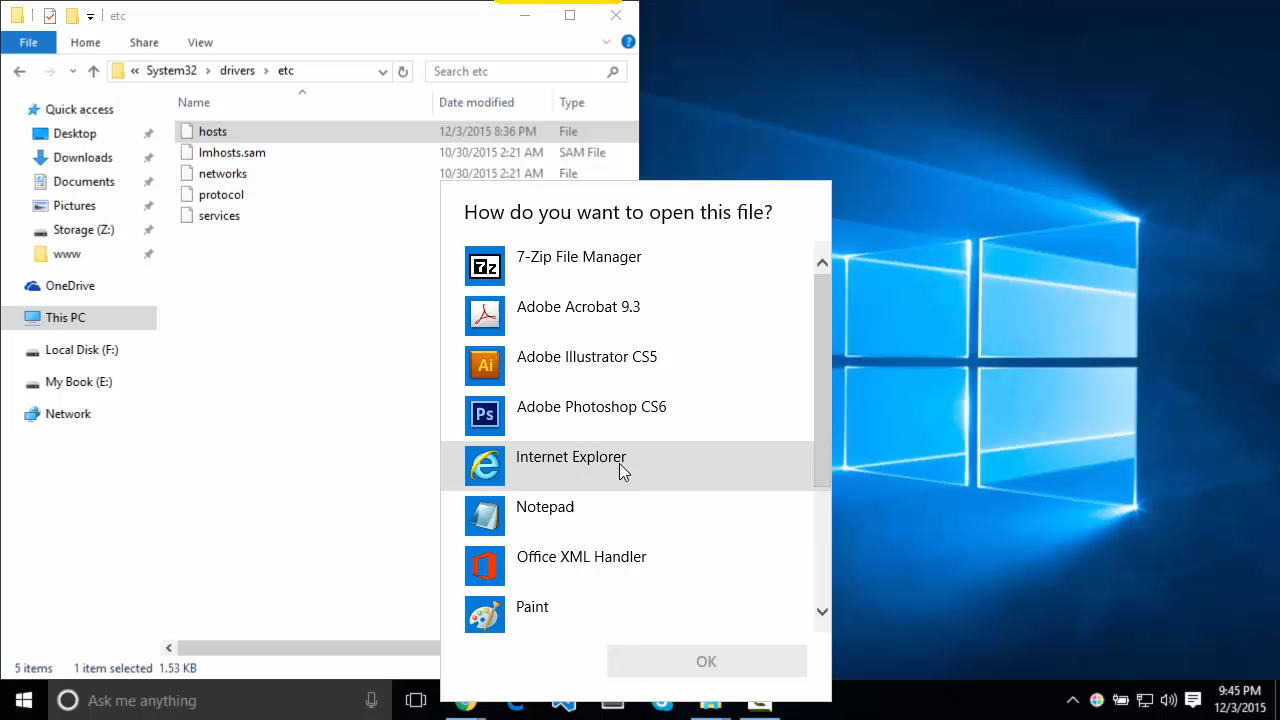 etc
File Home Share View
« System32 › drivers › etc Search etc
Name Date modified Type
Quick access
Desktop
Downloads
Documents
Pictures
Storage (Z:)
www
OneDrive
This PC
Local Disk (F:)
My Book (E:)
Network
hosts 12/3/2015 8:36 PM File
lmhosts.sam 10/30/2015 2:21 AM SAM File
networks 10/30/2015 2:21 AM File
protocol
services
How do you want to open this file?
7z
7-Zip File Manager
Adobe Acrobat 9.3
Ai
Adobe Illustrator CS5
Ps
Adobe Photoshop CS6
Internet Explorer
Notepad
Office XML Handler
Paint
OK
5 items 1 item selected 1.53 KB
Ask me anything
9:45 PM
12/3/2015